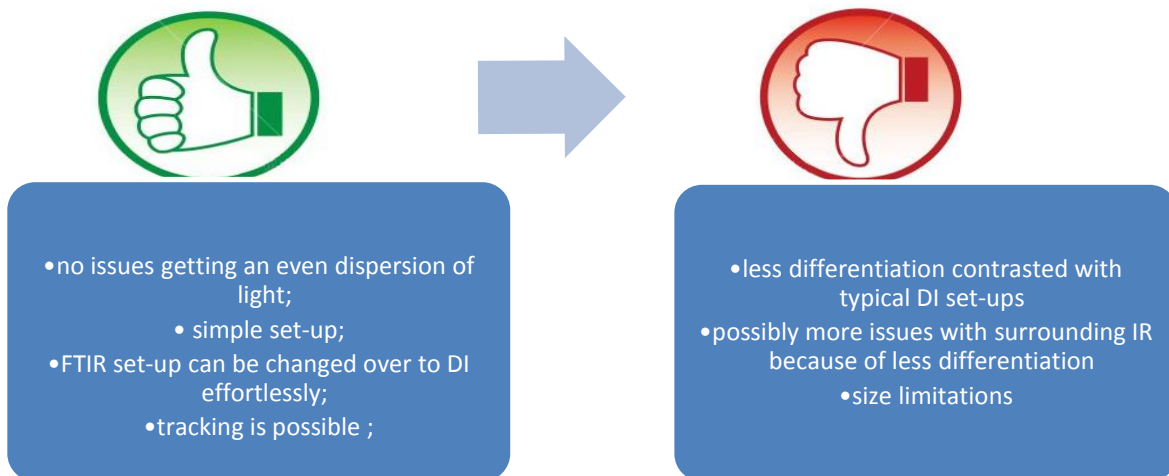 •no issues getting an even dispersion of
light;
• simple set-up;
•FTIR set-up can be changed over to DI
effortlessly;
•tracking is possible ;
•less differentiation contrasted with
typical DI set-ups
•possibly more issues with surrounding IR
because of less differentiation
•size limitations